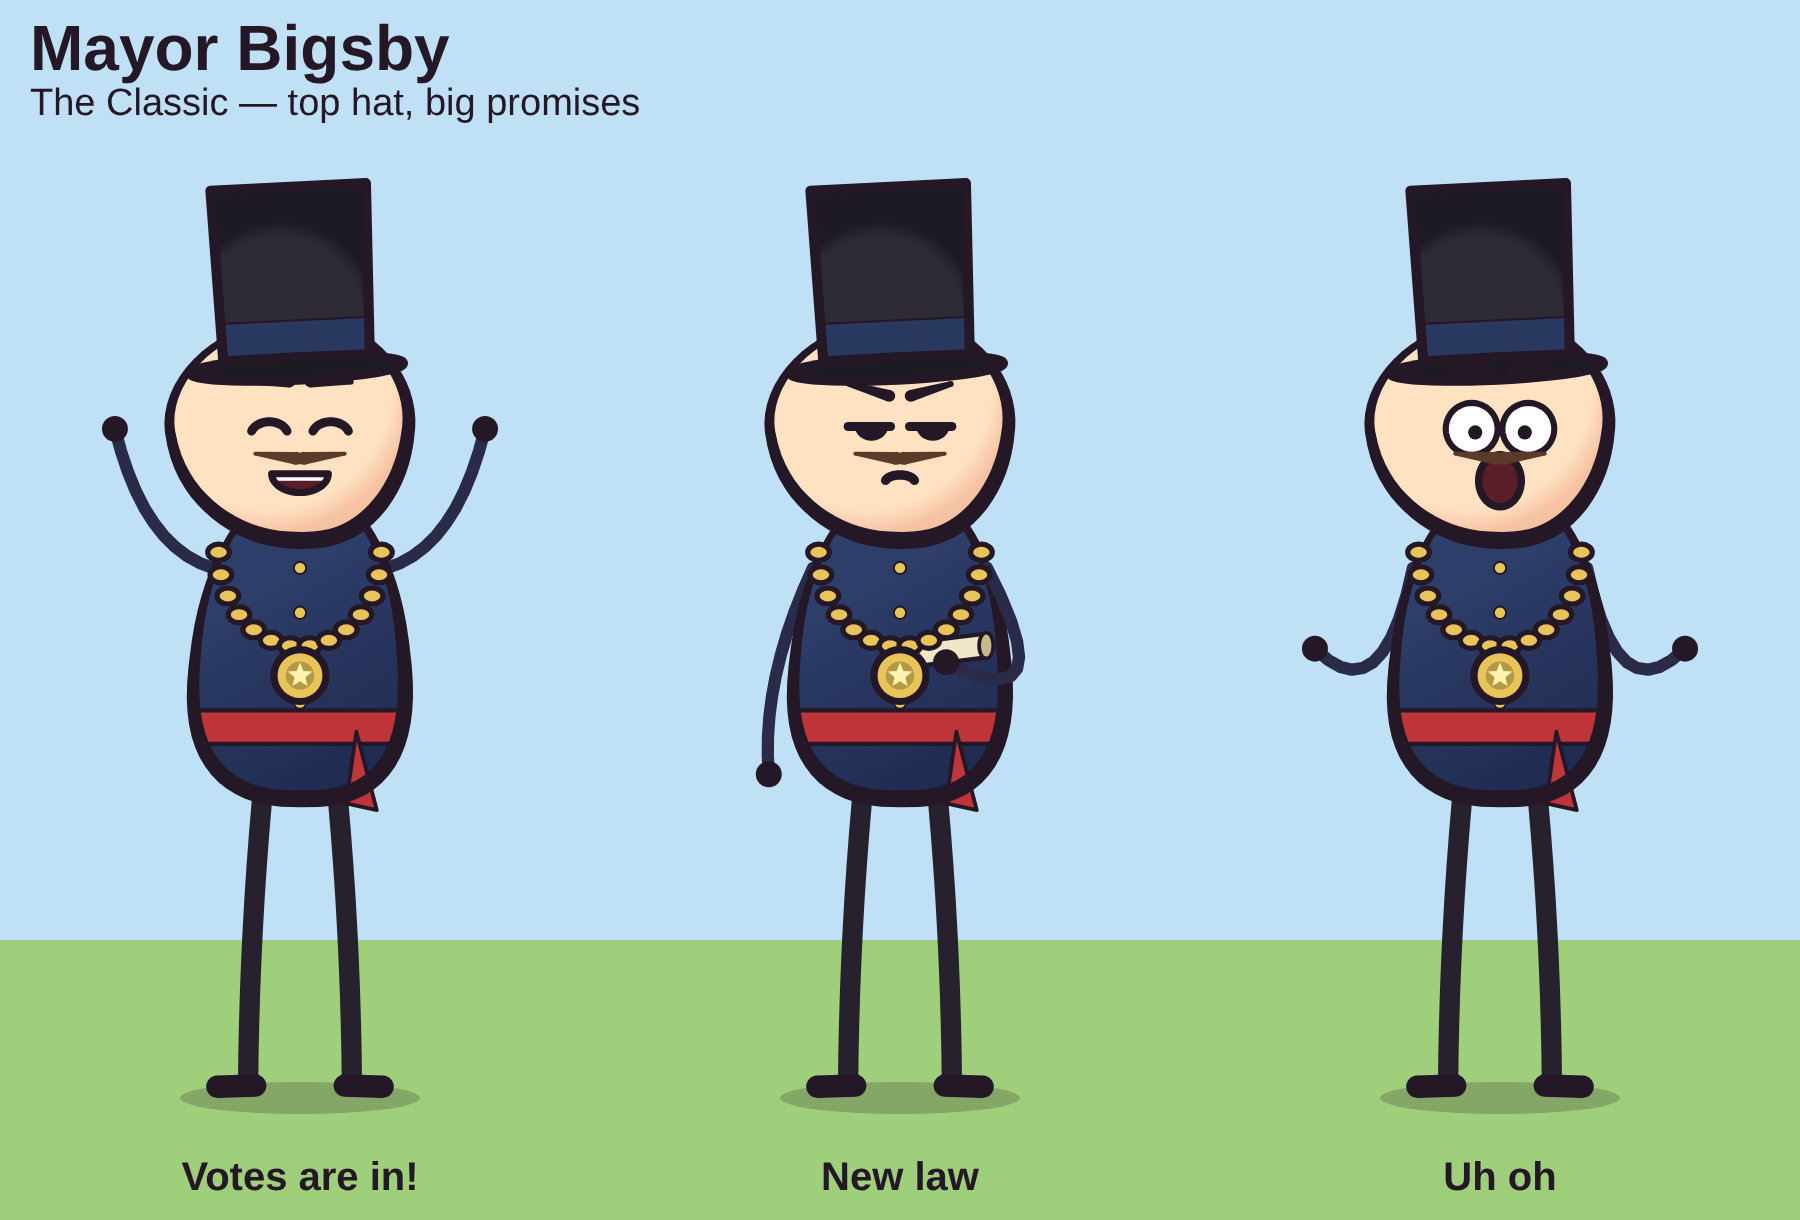 Mayor Bigsby
The Classic — top hat, big promises
Votes are in!
New law
Uh oh